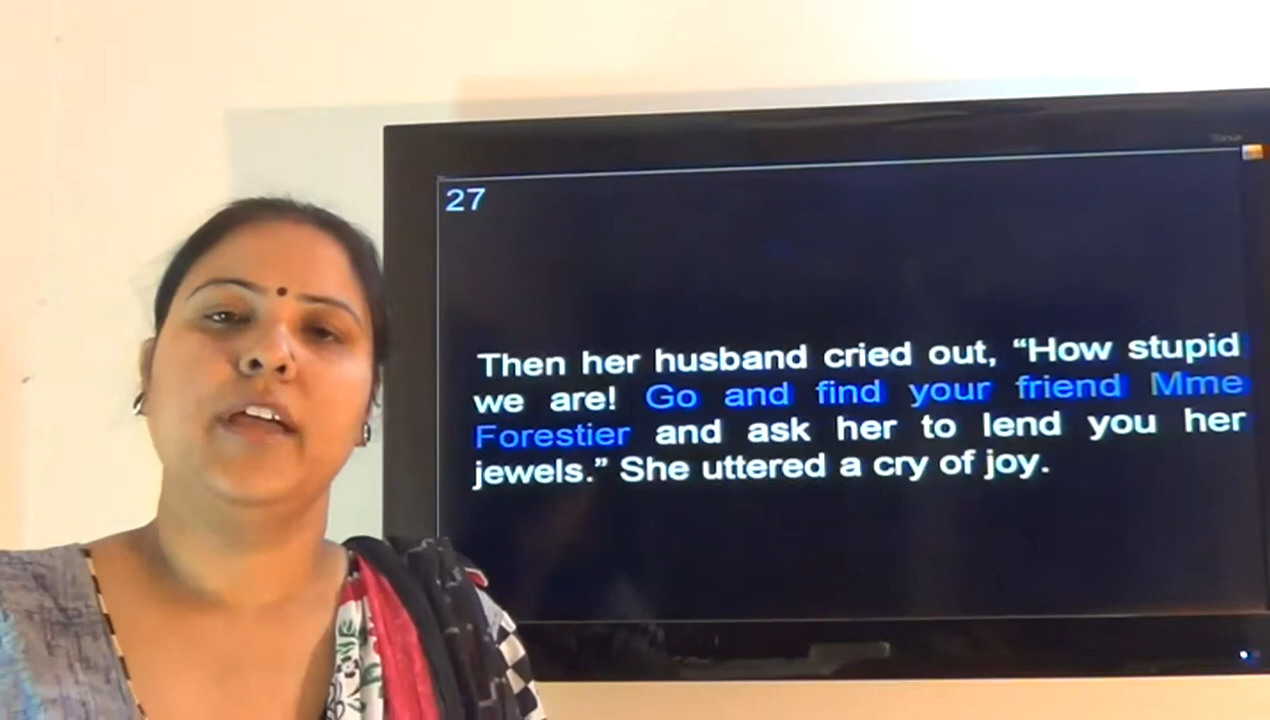 27
Then her husband cried out, “How stupid
we are! Go and find your friend Mme
Forestier and ask her to lend you her
jewels.” She uttered a cry of joy.